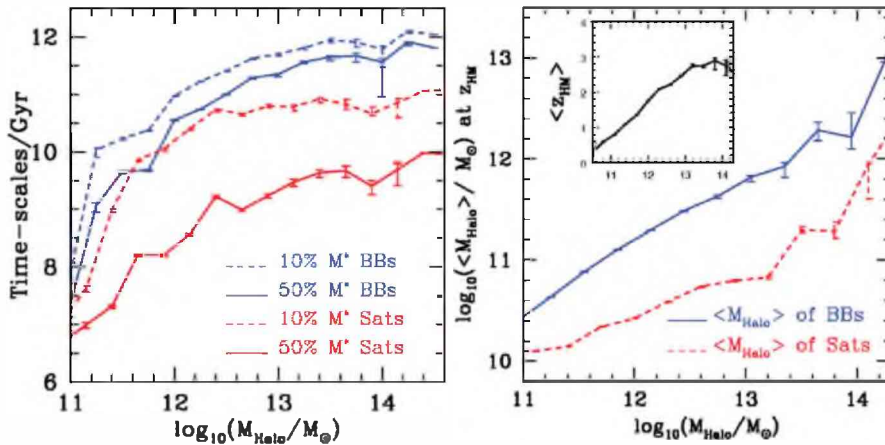 12
10
8
6
Time-scales/Gyr
10% M* BBs
50% M* BBs
10% M* Sats
50% M* Sats
11 12 13 14
log10(MHalo/M⊙)
13
12
11
10
log10(<MHalo>/ M⊙) at zHM
6
5
4
3
2
1
0
<zHM>
11 12 13 14
<MHalo> of BBs
<MHalo> of Sats
11 12 13 14
log10(MHalo/M⊙)